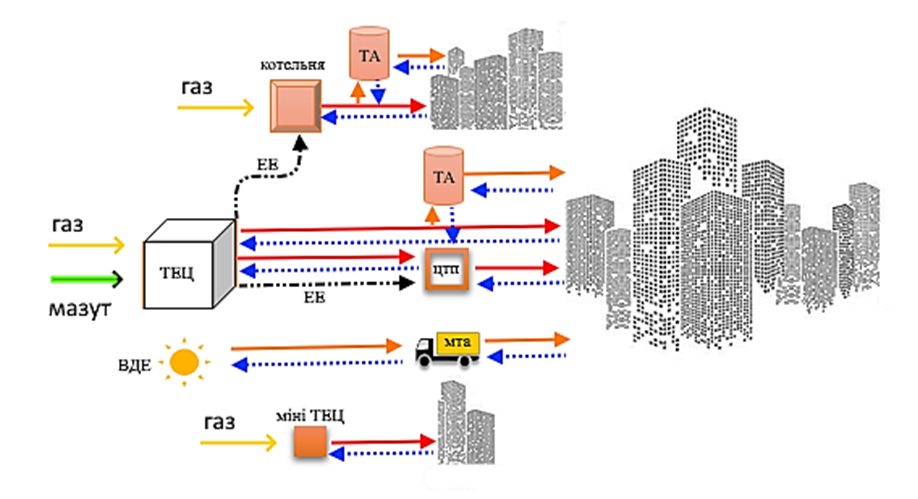 ТА
котельня
газ
ЕЕ
ТА
газ
ТЕЦ
цтп
ЕЕ
мазут
мта
ВДЕ
міні ТЕЦ
газ